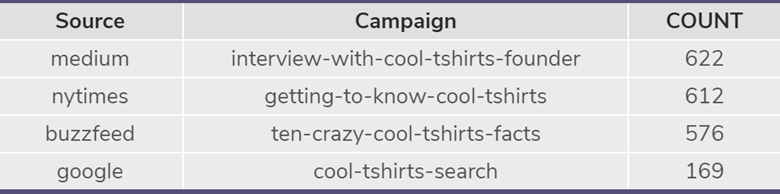 Source Campaign COUNT
medium interview-with-cool-tshirts-founder 622
nytimes getting-to-know-cool-tshirts 612
buzzfeed ten-crazy-cool-tshirts-facts 576
google cool-tshirts-search 169